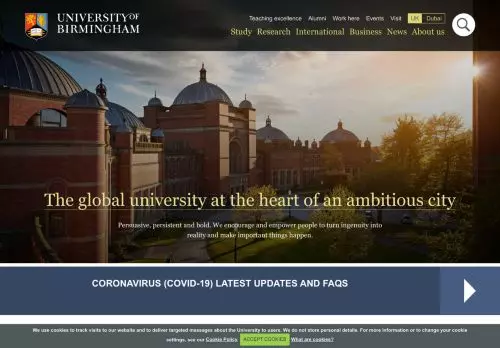 UNIVERSITYOF
BIRMINGHAM
Teaching excellence Alumni Work here Events Visit UK Dubai
Study Research International Business News About us
The global university at the heart of an ambitious city
Persuasive, persistent and bold. We encourage and empower people to turn ingenuity into
reality and make important things happen.
CORONAVIRUS (COVID-19) LATEST UPDATES AND FAQS
We use cookies to track visits to our website and to deliver targeted messages about the University to users. We do not store personal details. For more information or to change your cookie
settings, see our Cookie Policy. ACCEPT COOKIES What are cookies?